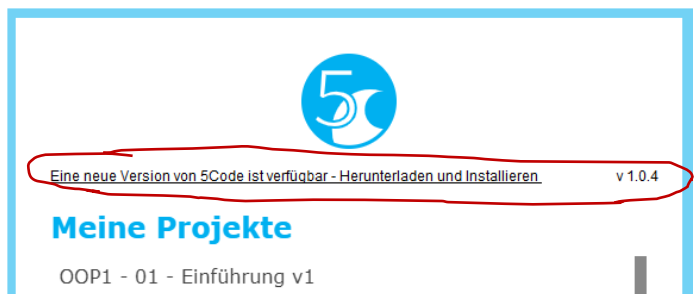 5c
Eine neue Version von 5Code ist verfügbar - Herunterladen und Installieren v 1.0.4
Meine Projekte
OOP1 - 01 - Einführung v1